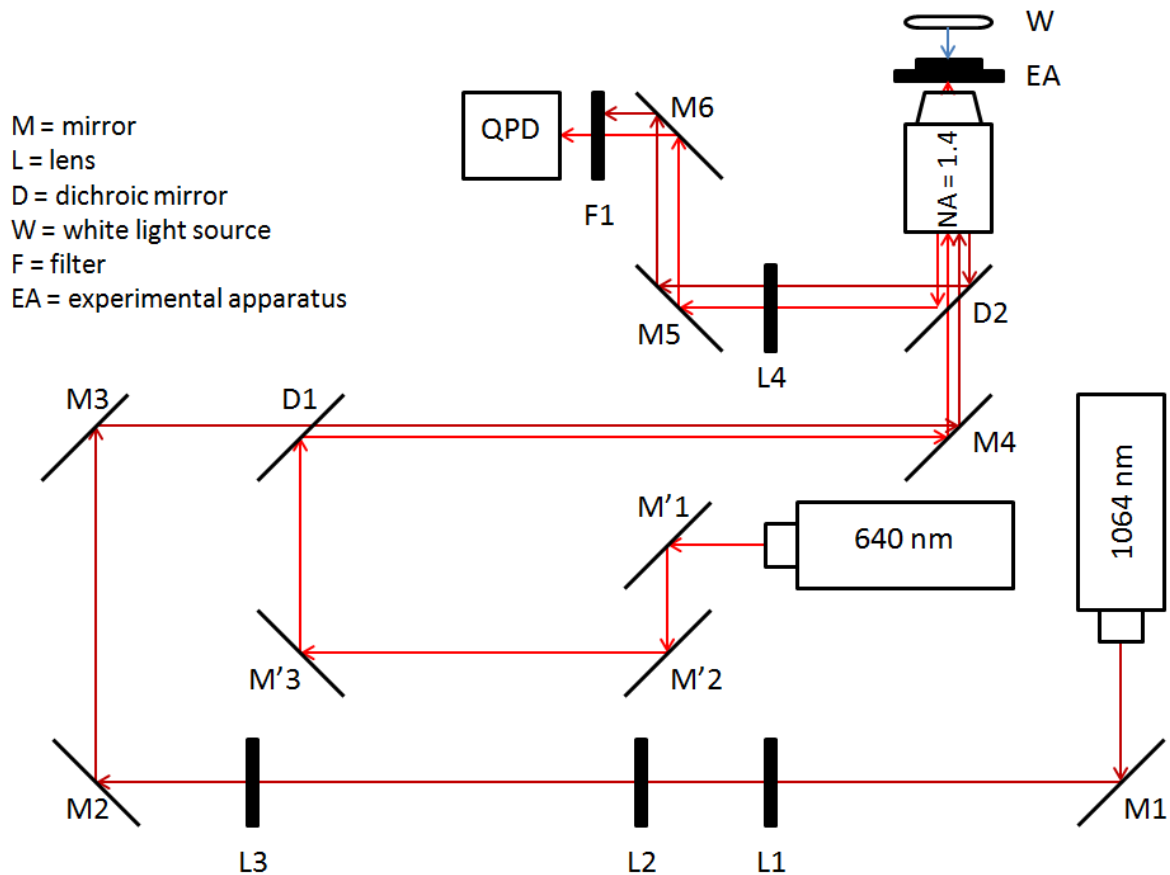 W
EA
M6
QPD
M = mirror
L = lens
D = dichroic mirror
W = white light source
F = filter
EA = experimental apparatus
NA = 1.4
F1
D2
M5
L4
M3
D1
M4
1064 nm
M'1
640 nm
M'3
M'2
M2
M1
L3
L2
L1